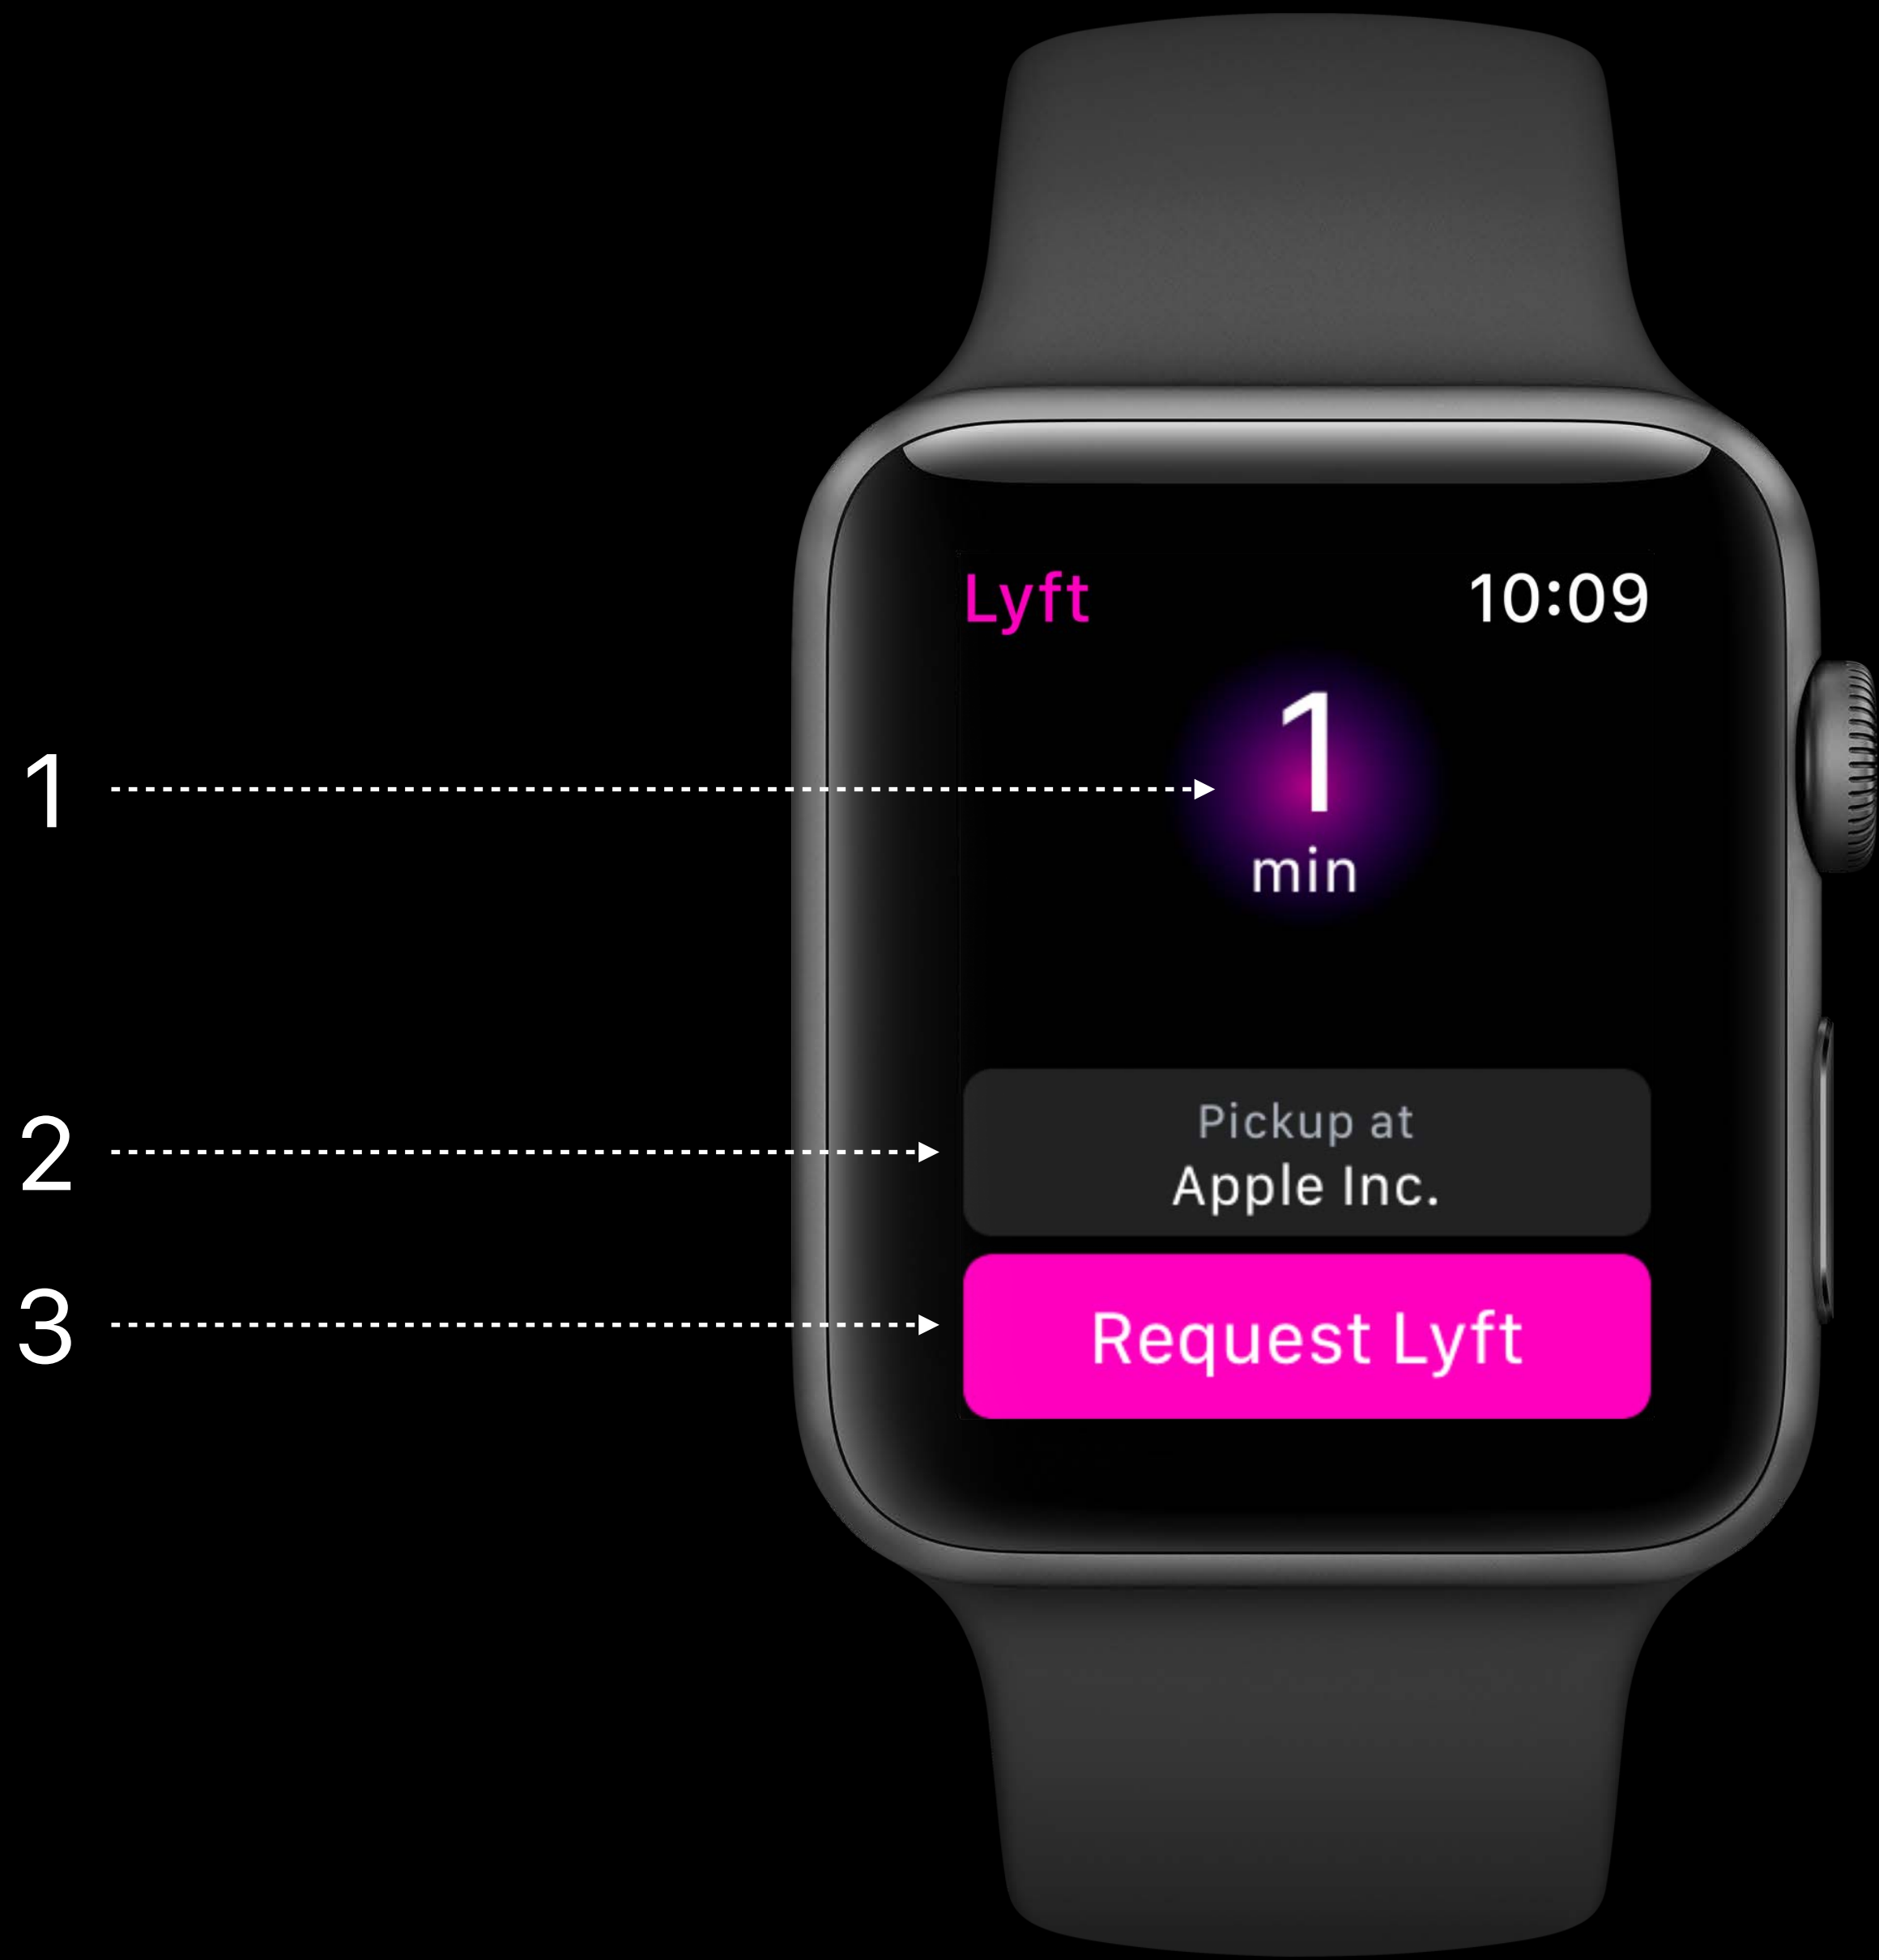 Lyft 10:09
1
min
1
2
Pickup at
Apple Inc.
3
Request Lyft